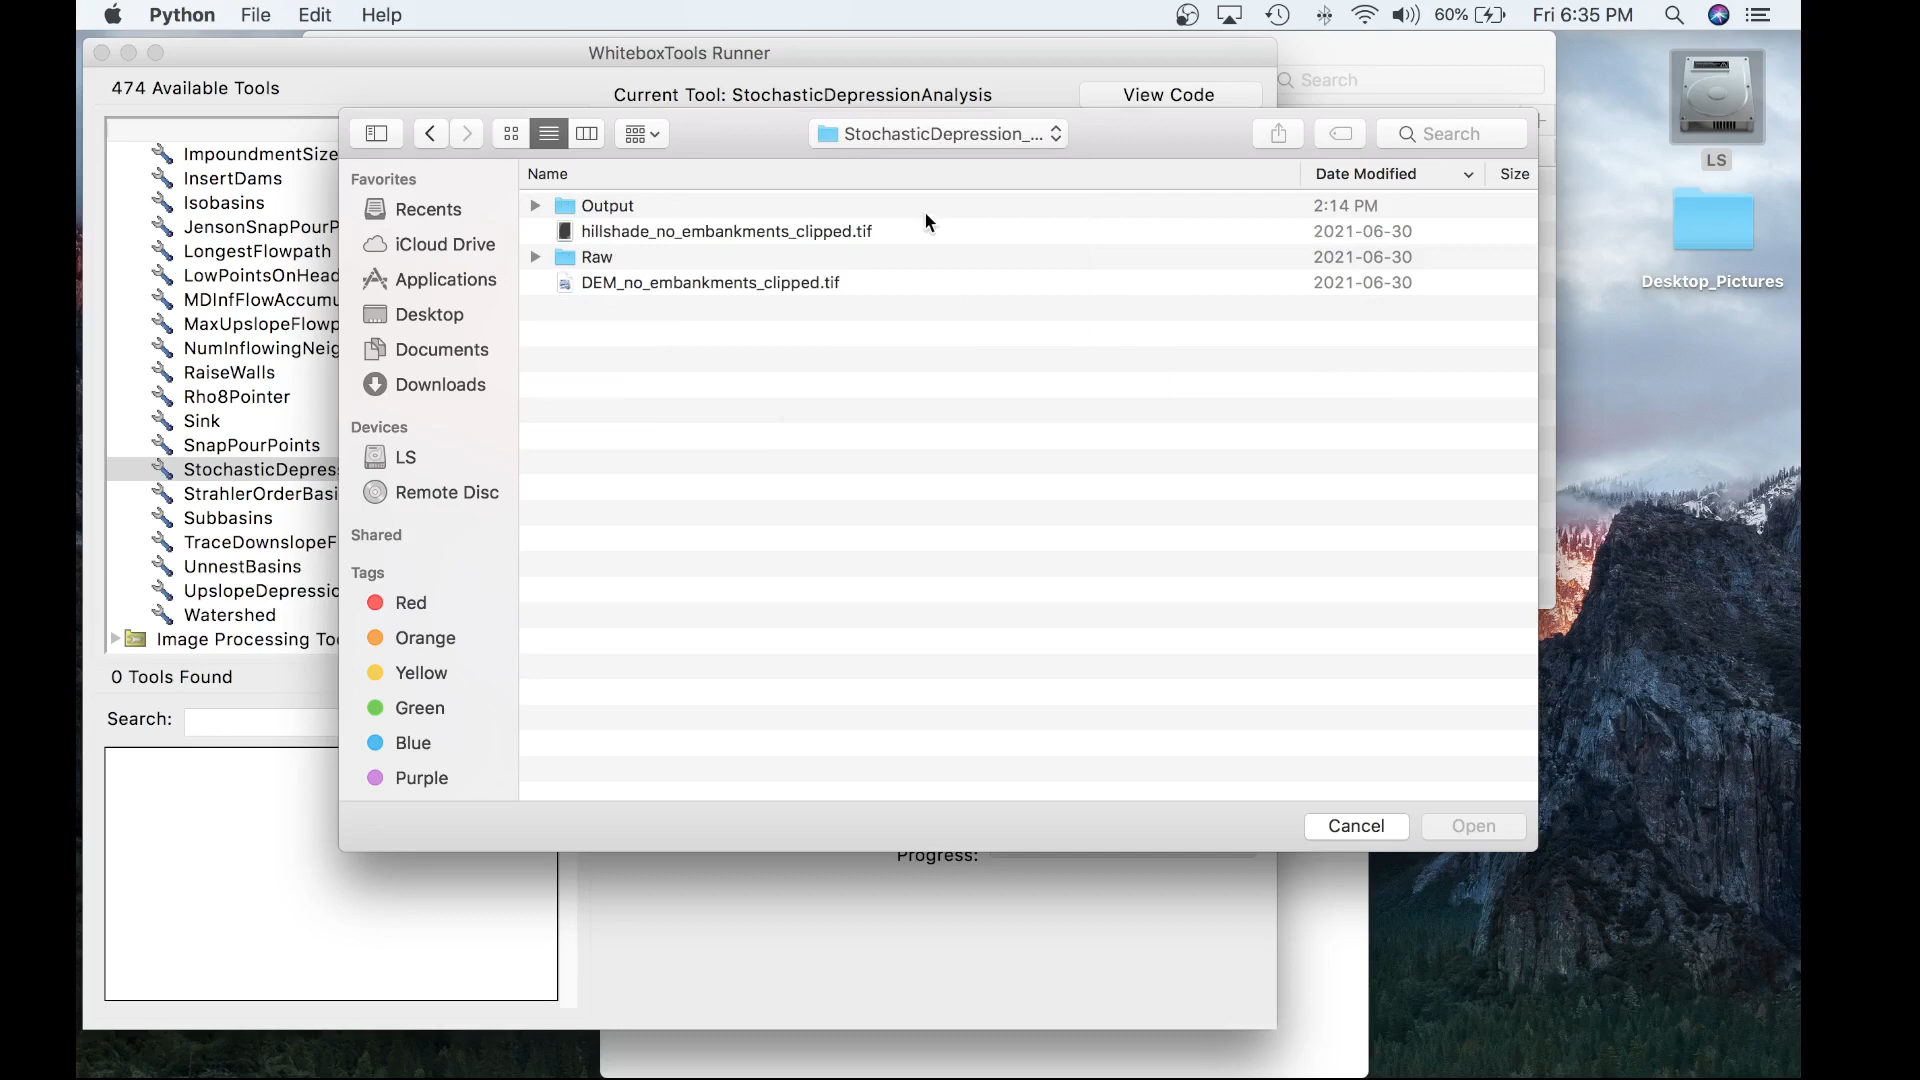 Python File Edit Help 60% Fri 6:35 PM
WhiteboxTools Runner
474 Available Tools
Current Tool: StochasticDepressionAnalysis
View Code
Search
StochasticDepression_...
Search
Name Date Modified Size
Favorites
Recents
iCloud Drive
Applications
Desktop
Documents
Downloads
Devices
LS
Remote Disc
Shared
Tags
Red
Orange
Yellow
Green
Blue
Purple
Output 2:14 PM
hillshade_no_embankments_clipped.tif 2021-06-30
Raw 2021-06-30
DEM_no_embankments_clipped.tif 2021-06-30
Cancel
Open
ImpoundmentSize
InsertDams
Isobasins
JensonSnapPourP
LongestFlowpath
LowPointsOnHead
MDInfFlowAccumu
MaxUpslopeFlowp
NumInflowingNeig
RaiseWalls
Rho8Pointer
Sink
SnapPourPoints
StochasticDepres
StrahlerOrderBasi
Subbasins
TraceDownslopeF
UnnestBasins
UpslopeDepressio
Watershed
Image Processing To
0 Tools Found
Search:
Progress:
LS
Desktop_Pictures